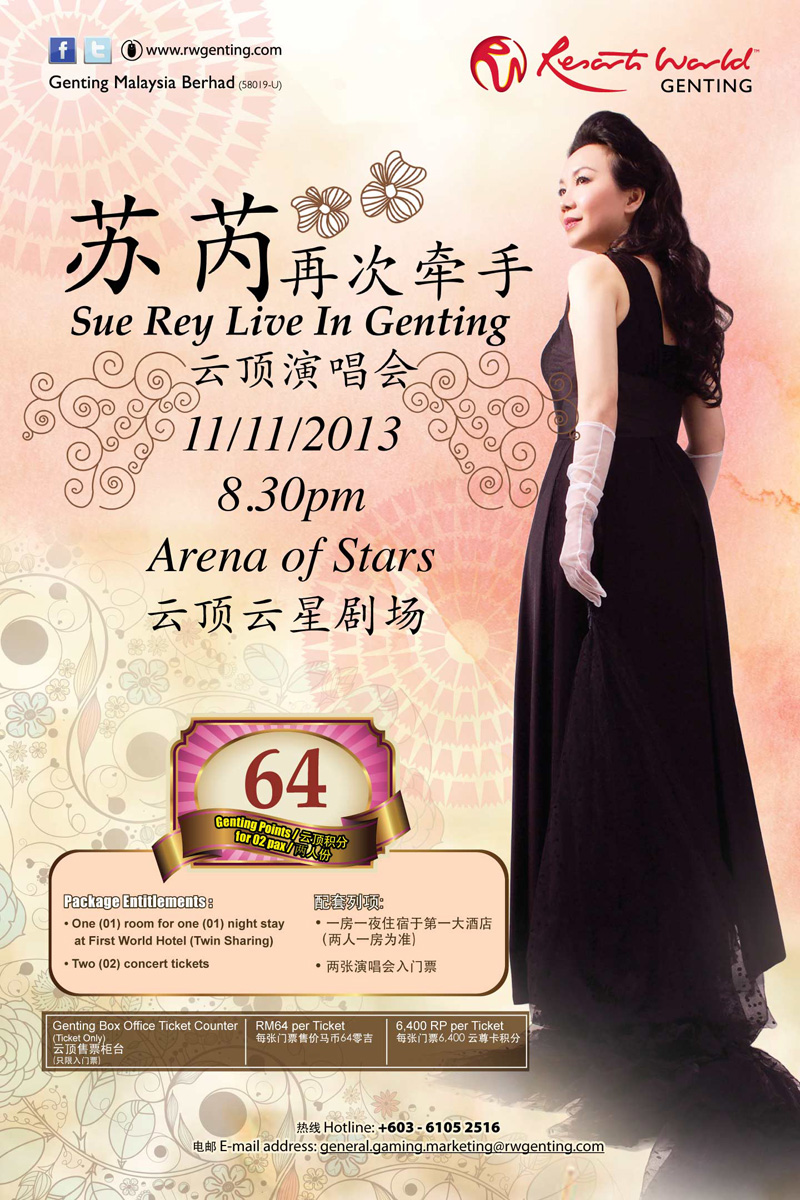 www.rwgenting.com
Genting Malaysia Berhad (58019-U)
Resorts World™
GENTING
苏芮再次牵手
Sue Rey Live In Genting
云顶演唱会
11/11/2013
8.30pm
Arena of Stars
云顶云星剧场
64
Genting Points / 云顶积分
for 02 pax / 两人份
Package Entitlements :
• One (01) room for one (01) night stay
at First World Hotel (Twin Sharing)
• Two (02) concert tickets
配套列项:
• 一房一夜住宿于第一大酒店
(两人一房为准)
• 两张演唱会入门票
Genting Box Office Ticket Counter
(Ticket Only)
云顶售票柜台
(只限入门票)
RM64 per Ticket
每张门票售价马币64零吉
6,400 RP per Ticket
每张门票6,400 云尊卡积分
热线 Hotline: +603 - 6105 2516
电邮 E-mail address: general.gaming.marketing@rwgenting.com